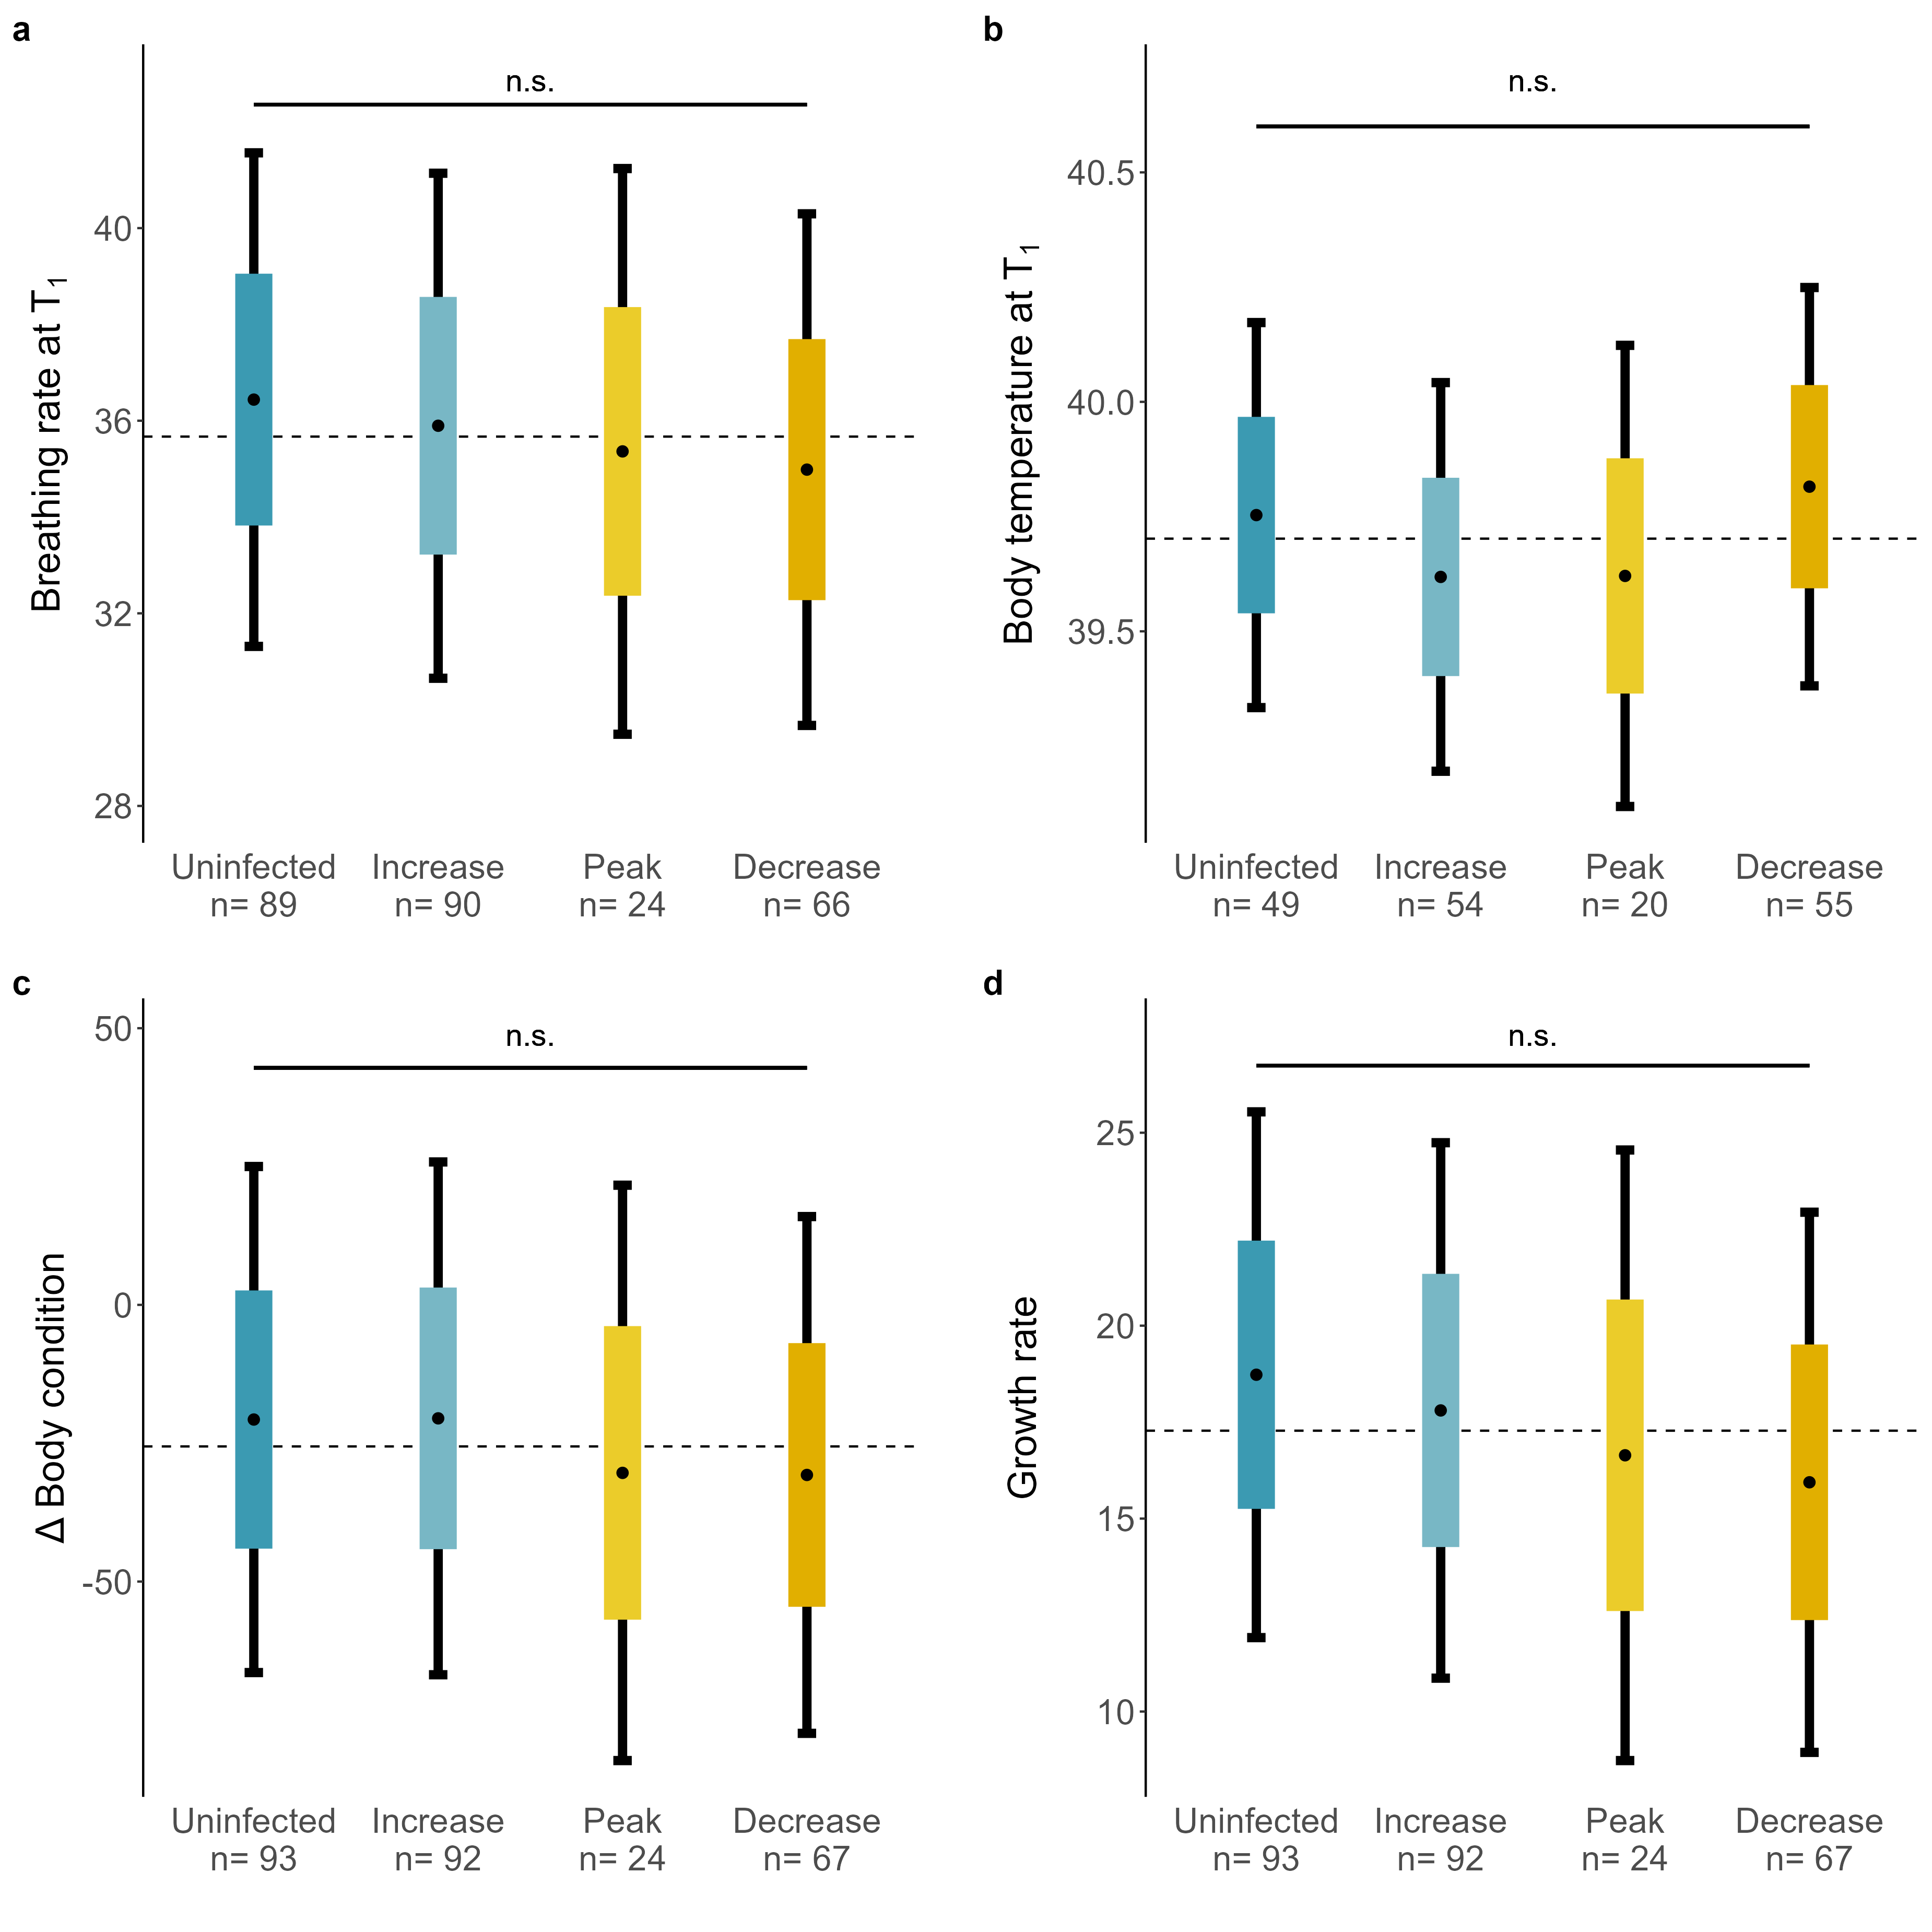 a
n.s.
40
36
32
28
Breathing rate at T1
Uninfected Increase Peak Decrease
n= 89 n= 90 n= 24 n= 66
b
n.s.
40.5
40.0
39.5
Body temperature at T1
Uninfected Increase Peak Decrease
n= 49 n= 54 n= 20 n= 55
c
n.s.
50
0
-50
Δ Body condition
Uninfected Increase Peak Decrease
n= 93 n= 92 n= 24 n= 67
d
n.s.
25
20
15
10
Growth rate
Uninfected Increase Peak Decrease
n= 93 n= 92 n= 24 n= 67